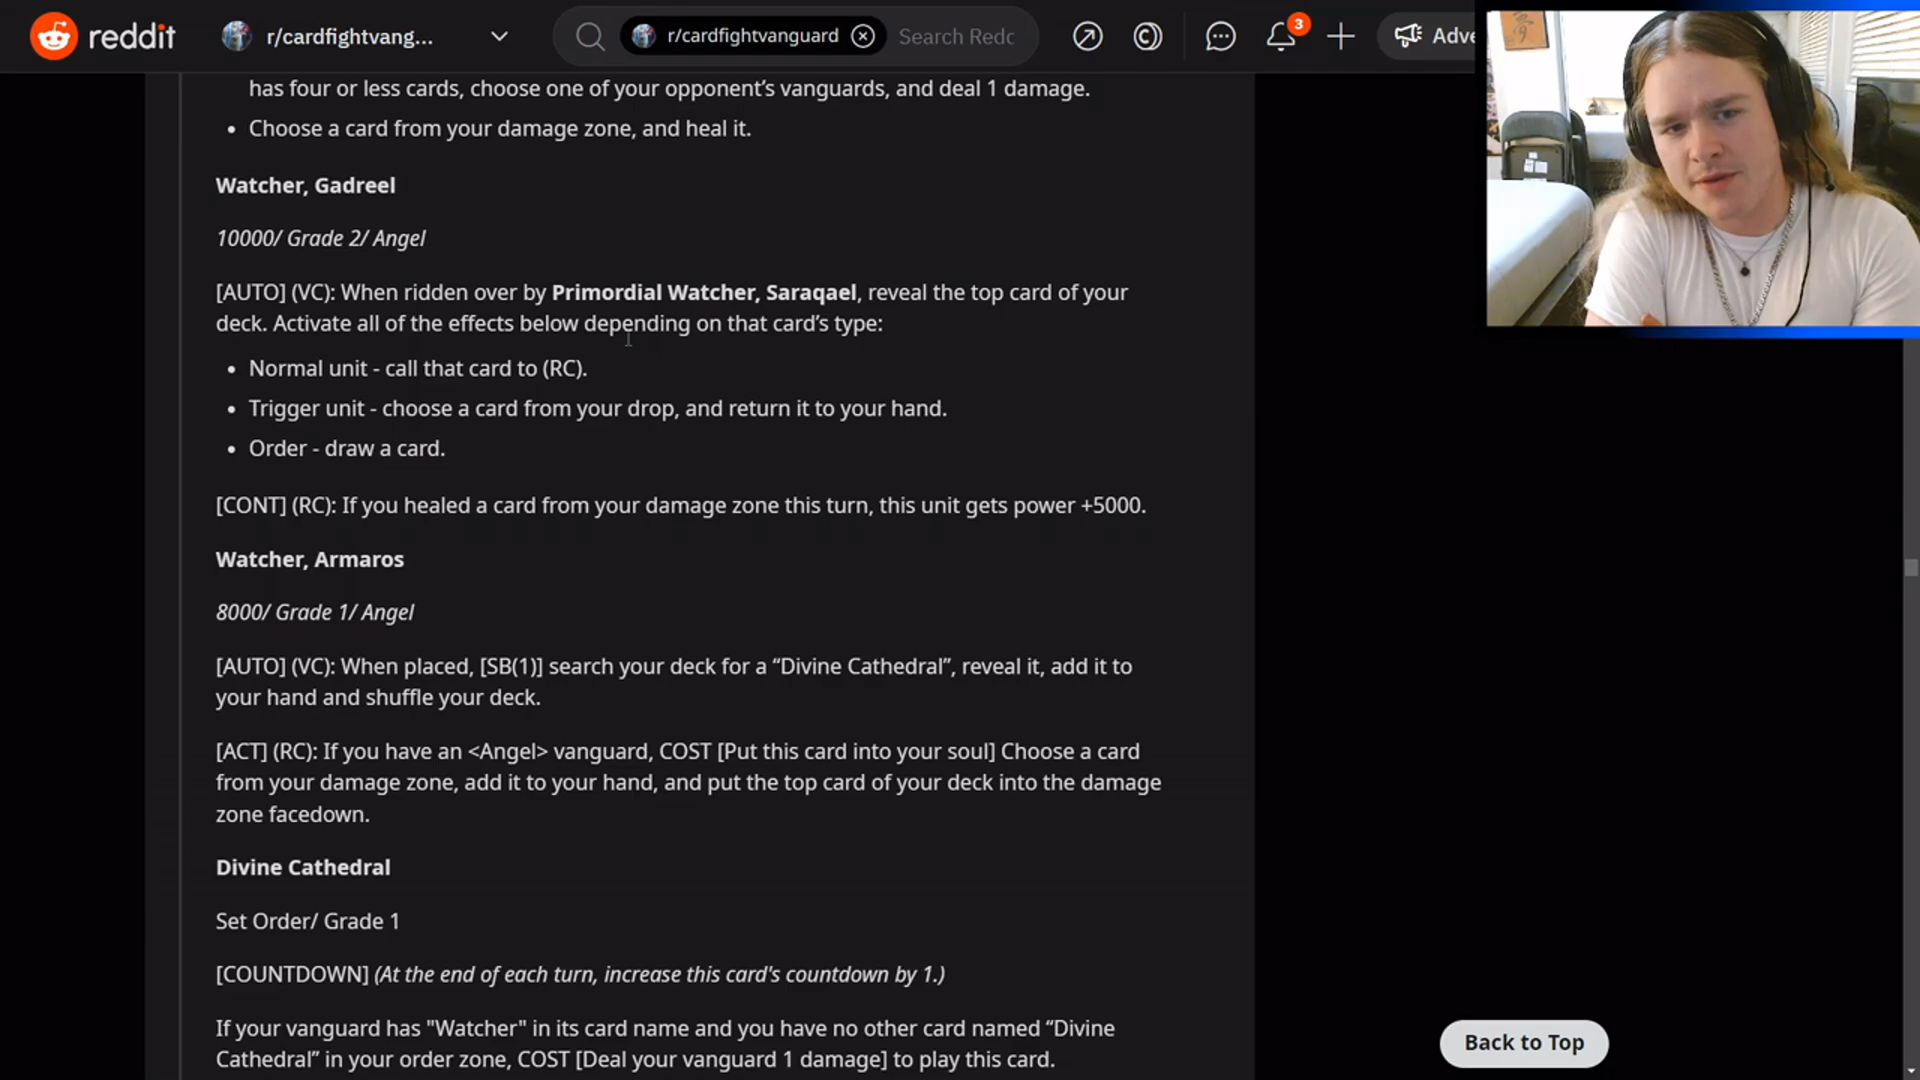 reddit
r/cardfightvang...
r/cardfightvanguard
Search Redc
3
Adve
has four or less cards, choose one of your opponent’s vanguards, and deal 1 damage.
• Choose a card from your damage zone, and heal it.
Watcher, Gadreel
10000/ Grade 2/ Angel
[AUTO] (VC): When ridden over by Primordial Watcher, Saraqael, reveal the top card of your
deck. Activate all of the effects below depending on that card’s type:
• Normal unit - call that card to (RC).
• Trigger unit - choose a card from your drop, and return it to your hand.
• Order - draw a card.
[CONT] (RC): If you healed a card from your damage zone this turn, this unit gets power +5000.
Watcher, Armaros
8000/ Grade 1/ Angel
[AUTO] (VC): When placed, [SB(1)] search your deck for a “Divine Cathedral”, reveal it, add it to
your hand and shuffle your deck.
[ACT] (RC): If you have an <Angel> vanguard, COST [Put this card into your soul] Choose a card
from your damage zone, add it to your hand, and put the top card of your deck into the damage
zone facedown.
Divine Cathedral
Set Order/ Grade 1
[COUNTDOWN] (At the end of each turn, increase this card's countdown by 1.)
If your vanguard has "Watcher" in its card name and you have no other card named “Divine
Cathedral” in your order zone, COST [Deal your vanguard 1 damage] to play this card.
Back to Top